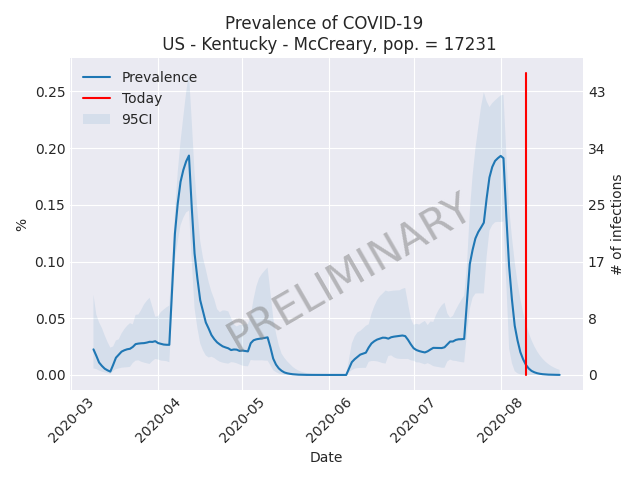 Prevalence of COVID-19
US - Kentucky - McCreary, pop. = 17231
Prevalence
Today
95CI
PRELIMINARY
0.25
0.20
0.15
0.10
0.05
0.00
%
43
34
25
17
8
0
# of infections
2020-03
2020-04
2020-05
2020-06
2020-07
2020-08
Date